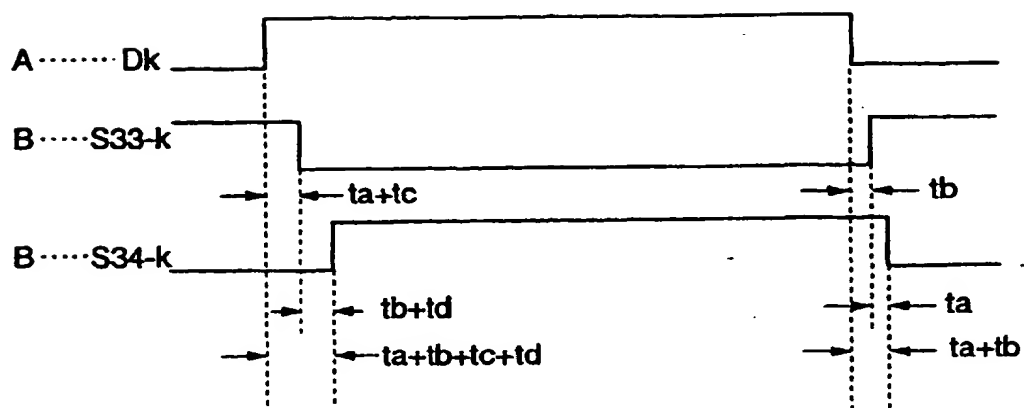 A ········ Dk
B ····· S33-k
ta+tc
tb
B ····· S34-k
tb+td
ta
ta+tb+tc+td
ta+tb